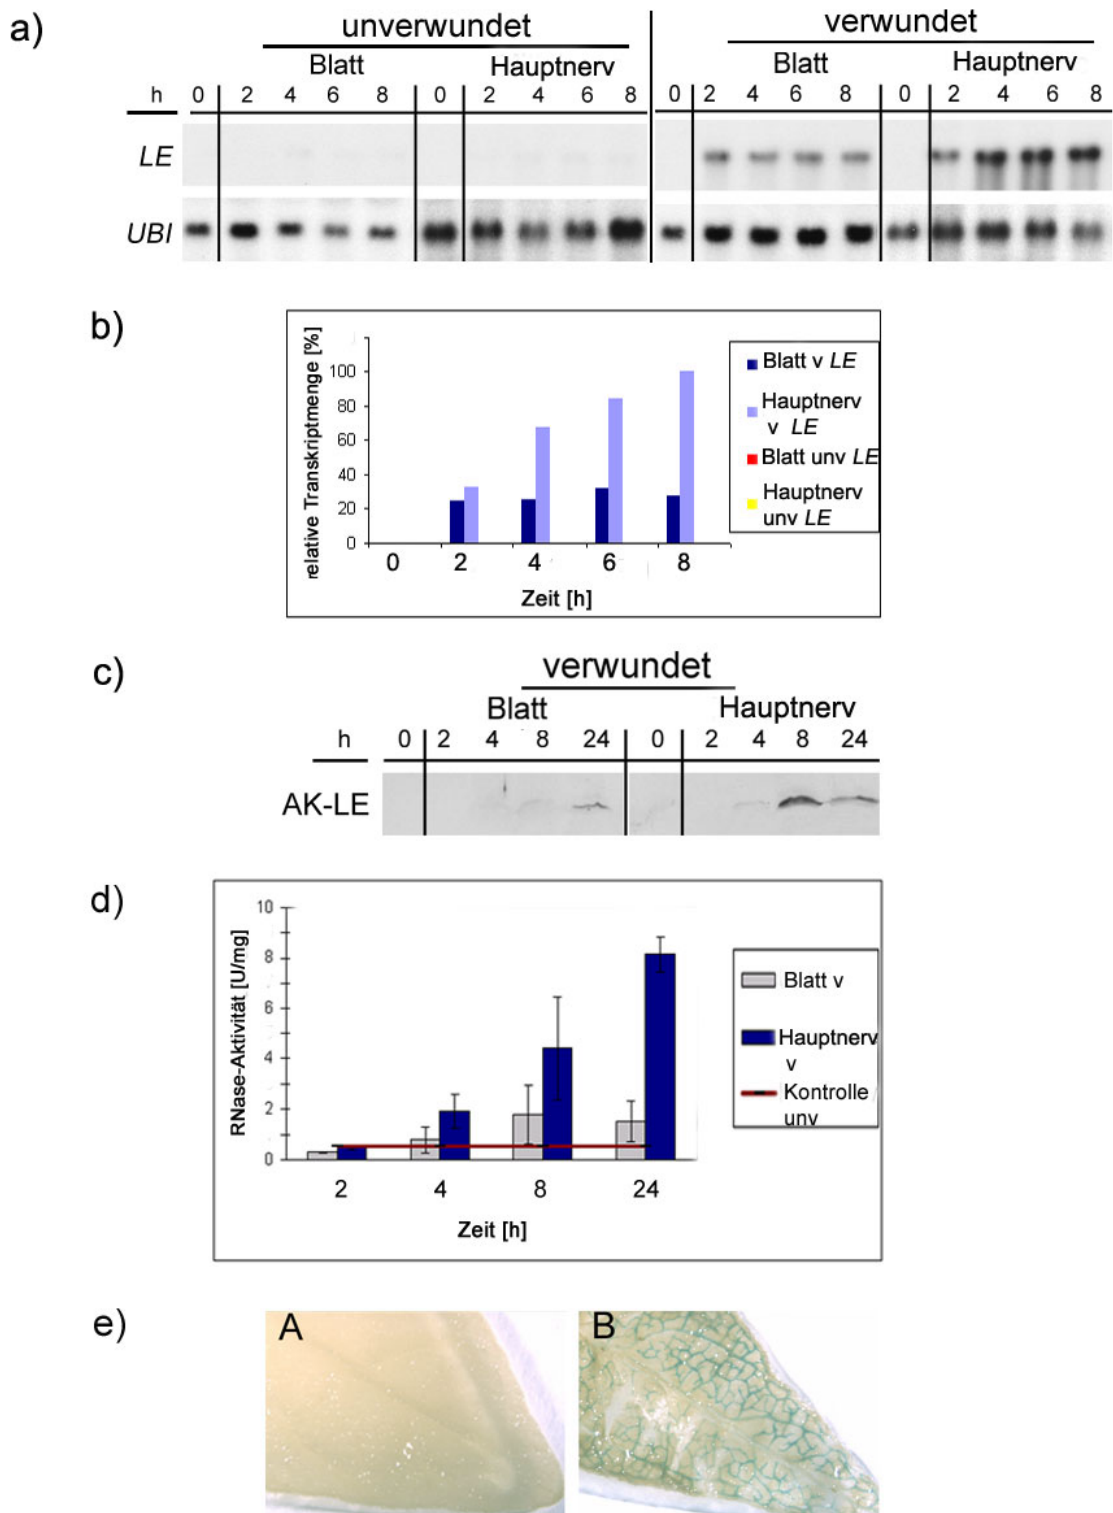 a)
unverwundet
verwundet
Blatt
Hauptnerv
Blatt
Hauptnerv
h 0 2 4 6 8 0 2 4 6 8 0 2 4 6 8 0 2 4 6 8
LE
UBI
b)
relative Transkriptmenge [%]
100
80
60
40
20
0
0 2 4 6 8
Zeit [h]
Blatt v LE
Hauptnerv
v LE
Blatt unv LE
Hauptnerv
unv LE
c)
verwundet
Blatt
Hauptnerv
h 0 2 4 8 24 0 2 4 8 24
AK-LE
d)
RNase-Aktivität [U/mg]
10
8
6
4
2
0
2 4 8 24
Zeit [h]
Blatt v
Hauptnerv
v
Kontrolle
unv
e)
A
B